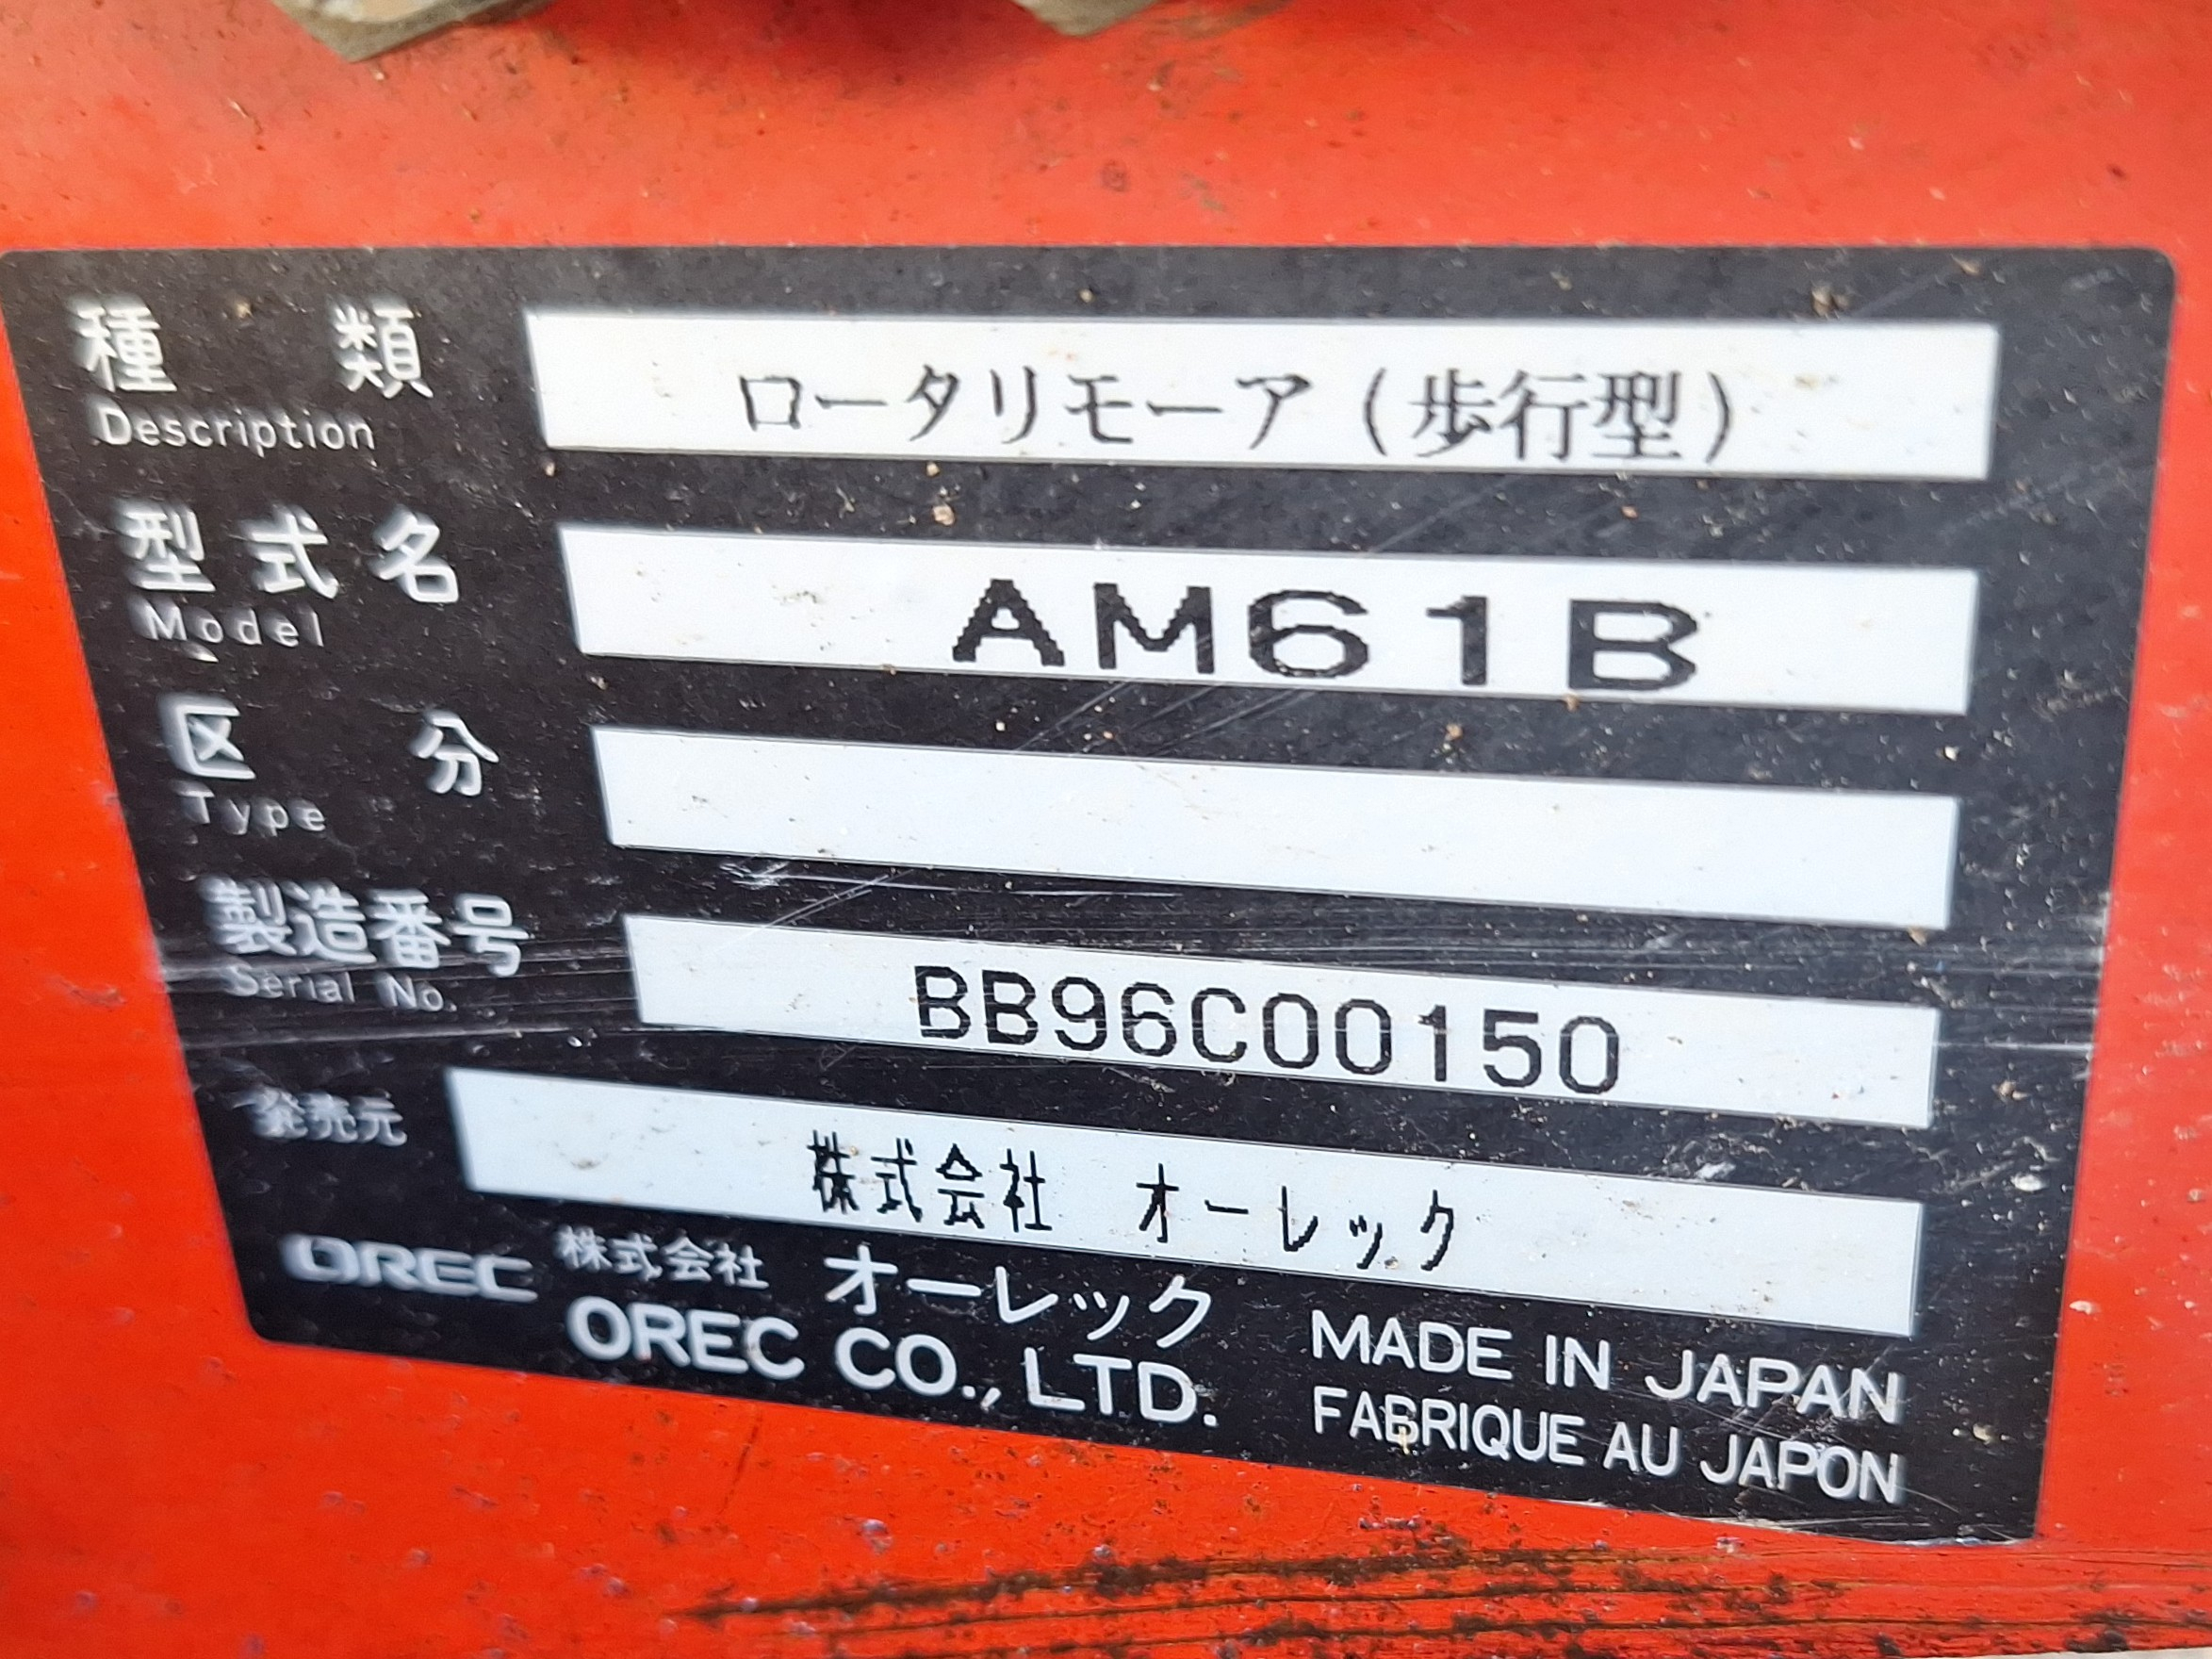 種類 ロータリモーア(歩行型)
Description
型式名 AM61B
Model
区分
Type
製造番号 BB96C00150
Serial No.
発売元 株式会社 オーレック
OREC 株式会社 オーレック
OREC CO., LTD.
MADE IN JAPAN
FABRIQUE AU JAPON